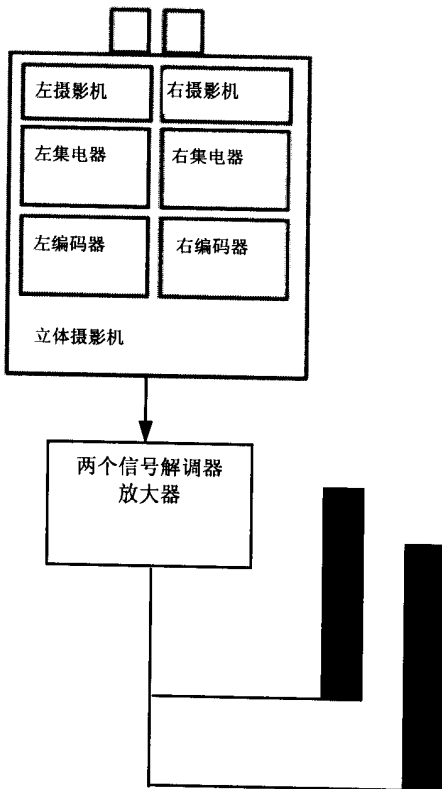 左摄影机
右摄影机
左集电器
右集电器
左编码器
右编码器
立体摄影机
两个信号解调器
放大器